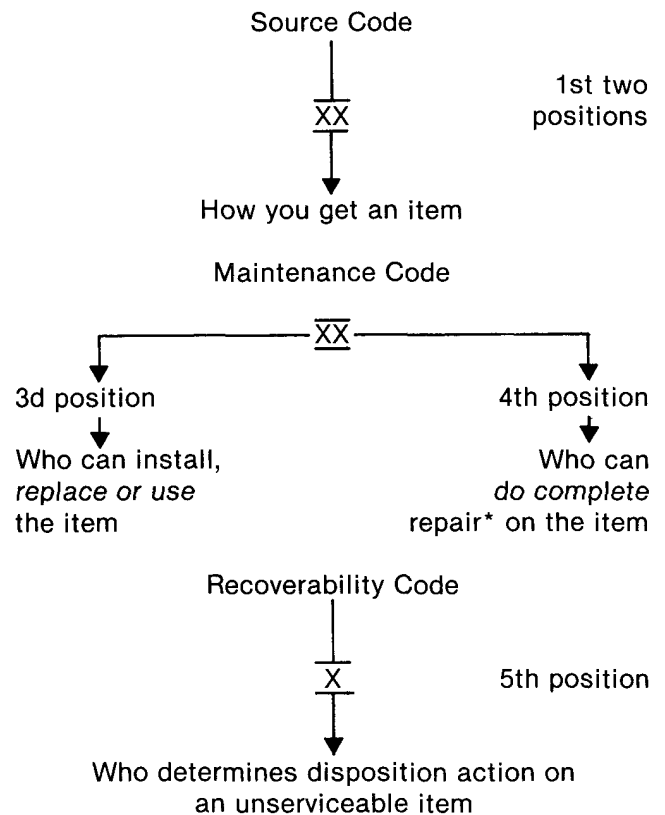 Source Code
1st two
XX
positions
How you get an item
Maintenance Code
XX
3d position
4th position
Who can install,
replace or use
the item
Who can
do complete
repair* on the item
Recoverability Code
X
5th position
Who determines disposition action on
an unserviceable item